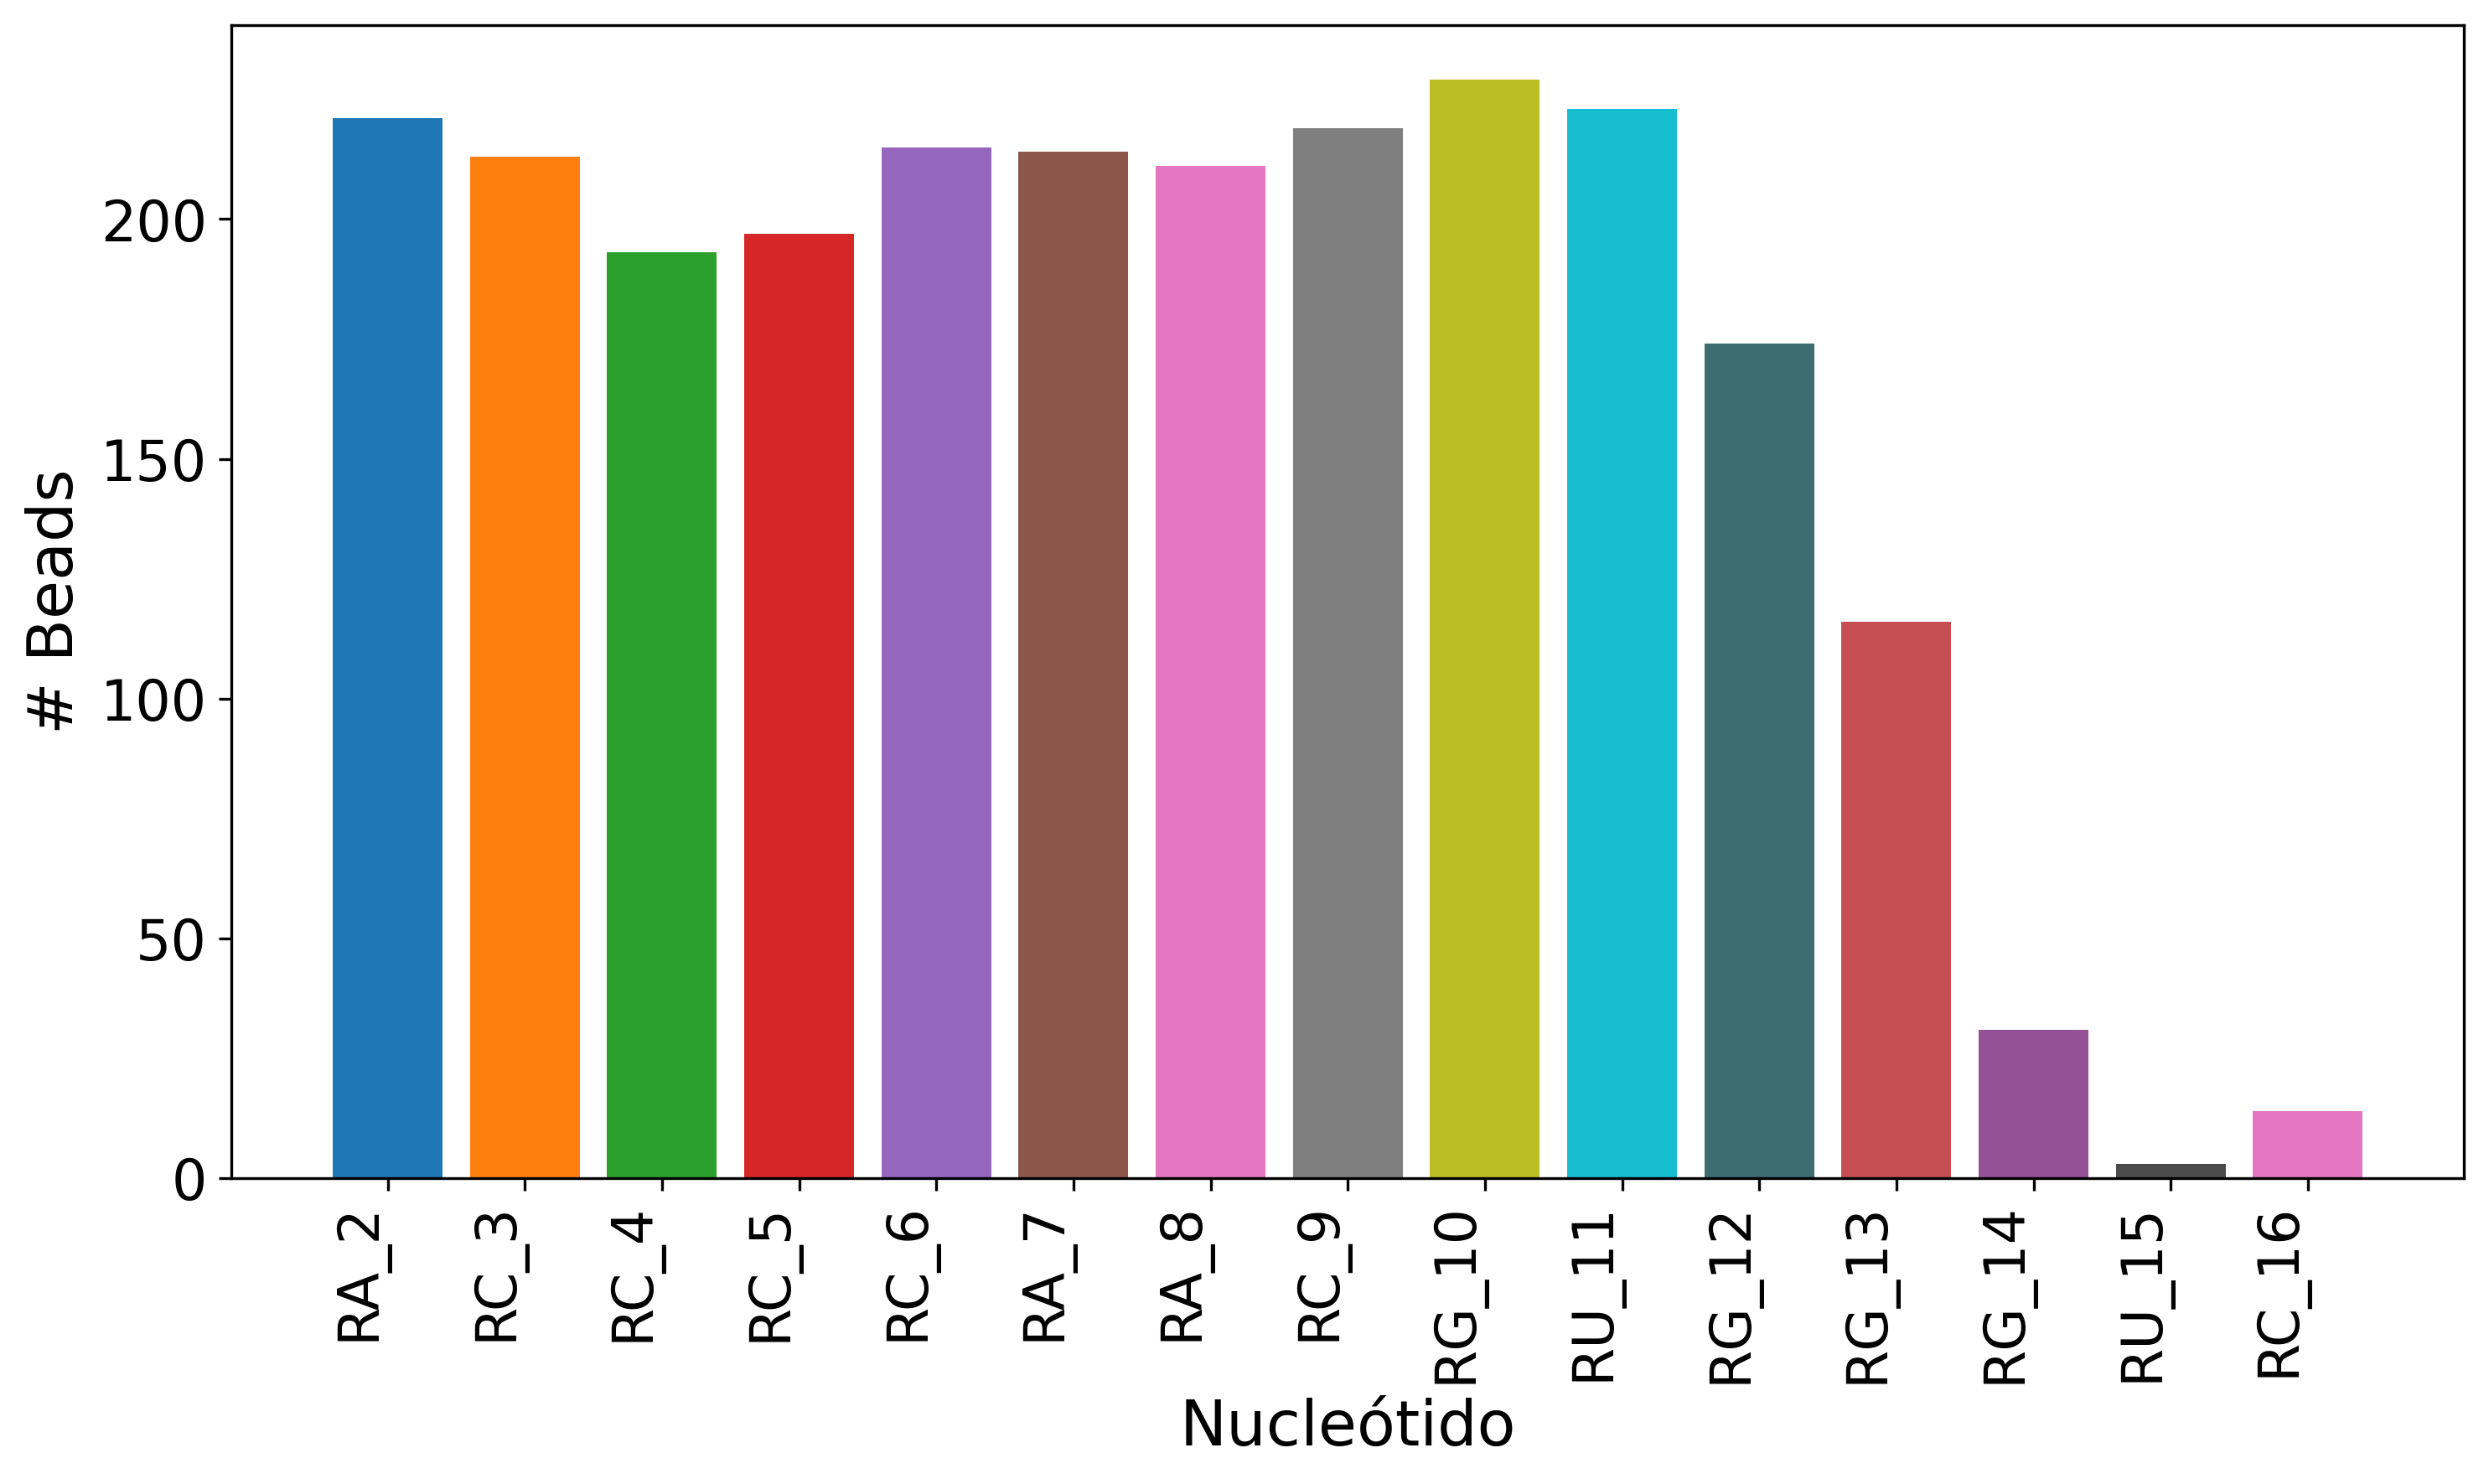 # Beads
200
150
100
50
0
RA_2
RC_3
RC_4
RC_5
RC_6
RA_7
RA_8
RC_9
RG_10
RU_11
RG_12
RG_13
RG_14
RU_15
RC_16
Nucleótido